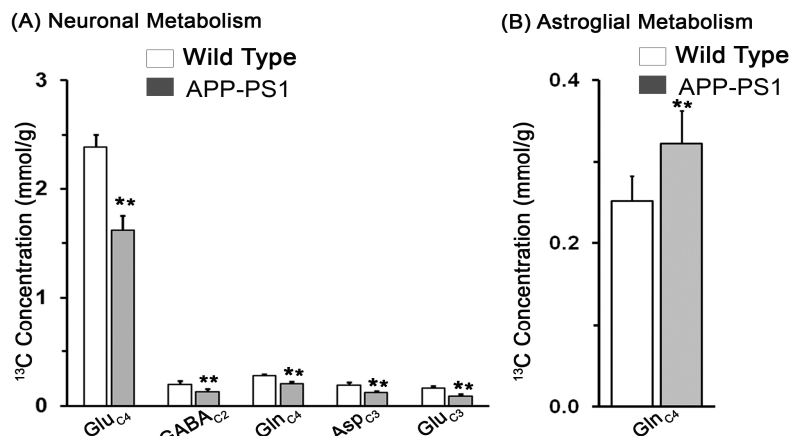 (A) Neuronal Metabolism
Wild Type
APP-PS1
13C Concentration (mmol/g)
3
2
1
0
**
**
**
**
**
GluC4
GABAC2
GlnC4
AspC3
GluC3
(B) Astroglial Metabolism
Wild Type
APP-PS1
13C Concentration (mmol/g)
0.4
0.2
0.0
**
GlnC4